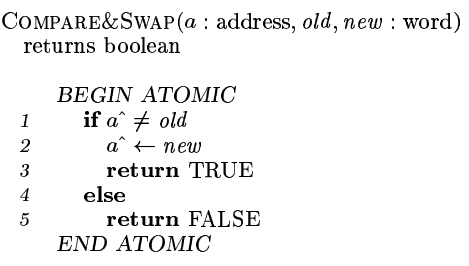 COMPARE&SWAP(a : address, old, new : word)
returns boolean
BEGIN ATOMIC
1 if a^ ≠ old
2 a^ ← new
3 return TRUE
4 else
5 return FALSE
END ATOMIC